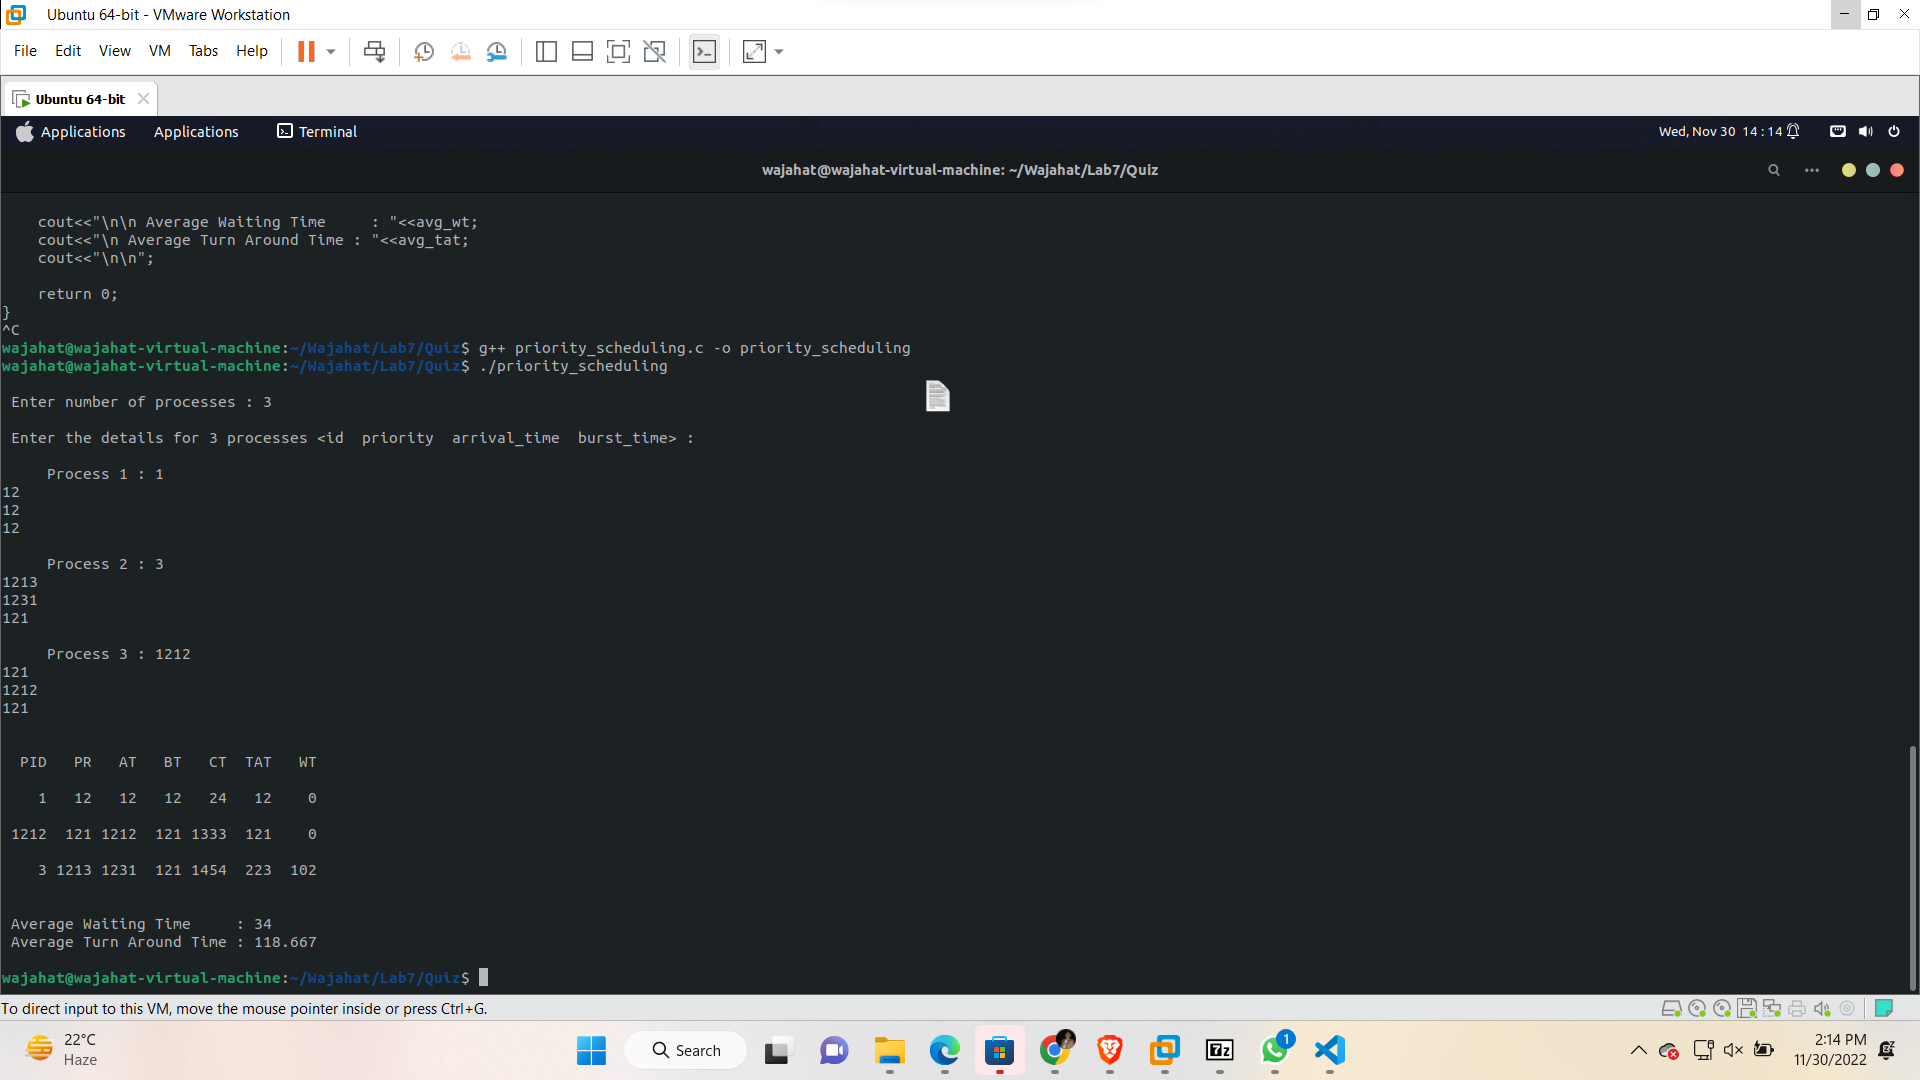 Ubuntu 64-bit - VMware Workstation
File Edit View VM Tabs Help
Ubuntu 64-bit
Applications Applications Terminal Wed, Nov 30 14:14
wajahat@wajahat-virtual-machine: ~/Wajahat/Lab7/Quiz
cout<<"\n\n Average Waiting Time     : "<<avg_wt;
cout<<"\n Average Turn Around Time : "<<avg_tat;
cout<<"\n\n";
return 0;
}
^C
wajahat@wajahat-virtual-machine:~/Wajahat/Lab7/Quiz$ g++ priority_scheduling.c -o priority_scheduling
wajahat@wajahat-virtual-machine:~/Wajahat/Lab7/Quiz$ ./priority_scheduling
Enter number of processes : 3
Enter the details for 3 processes <id  priority  arrival_time  burst_time> :
Process 1 : 1
12
12
12
Process 2 : 3
1213
1231
121
Process 3 : 1212
121
1212
121
PID   PR   AT   BT   CT  TAT   WT
1   12   12   12   24   12    0
1212  121 1212  121 1333  121    0
3 1213 1231  121 1454  223  102
Average Waiting Time     : 34
Average Turn Around Time : 118.667
wajahat@wajahat-virtual-machine:~/Wajahat/Lab7/Quiz$
To direct input to this VM, move the mouse pointer inside or press Ctrl+G.
22°C
Haze
Search
7z
1
2:14 PM
11/30/2022